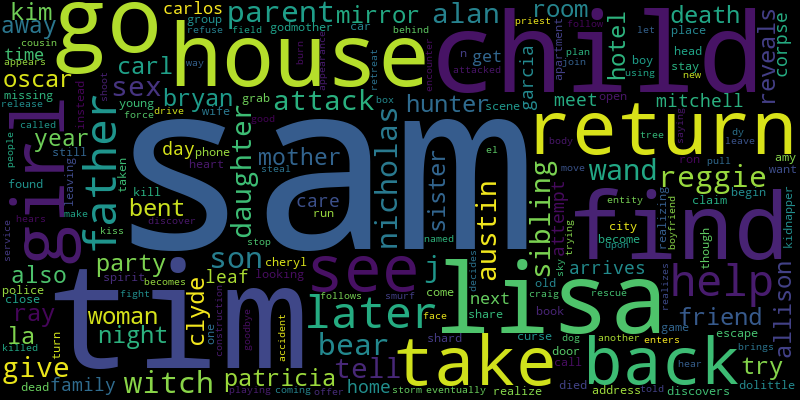 kim
carlos
parent
mirror
alan
room
death
away
group
godmother
car
behind
priest
follow
let
place
refuse
field
cousin
way
go
house
child
hotel
corpse
reveals
appears
time
oscar
carl
sex
burn
appearance
retreat
encounter
get
garcia
apartment
plan
join
n
boy
head
stay
using
new
missing
young
bryan
grab
attack
box
hunter
scene
meet
open
mitchell
release
instead
shoot
force
drive
wife
attacked
called
year
good
return
people
girl
father
still
day
phone
mother
nicholas
sister
el
body
tree
saying
dy
leave
heart
steal
sibling
attempt
wand
ron
pull
amy
found
leaving
taken
kill
daughter
care
austin
move
reggie
want
bent
run
sam
entity
claim
begin
hears
make
kiss
discover
find
upon
realizing
boyfriend
though
kidnapper
service
stop
named
trying
city
become
party
son
cheryl
see
j
lisa
sky
arrives
also
spirit
leaf
looking
decides
help
allison
police
becomes
clyde
tim
follows
smurf
come
next
old
rescue
realizes
close
fight
one
construction
goodbye
accident
later
face
share
craig
book
friend
ray
woman
game
escape
la
night
bear
shard
curse
dog
another
enters
brings
killed
turn
tell
take
door
back
try
give
witch
patricia
home
call
hear
dolittle
dead
family
playing
coming
offer
storm
eventually
realize
died
address
told
discovers